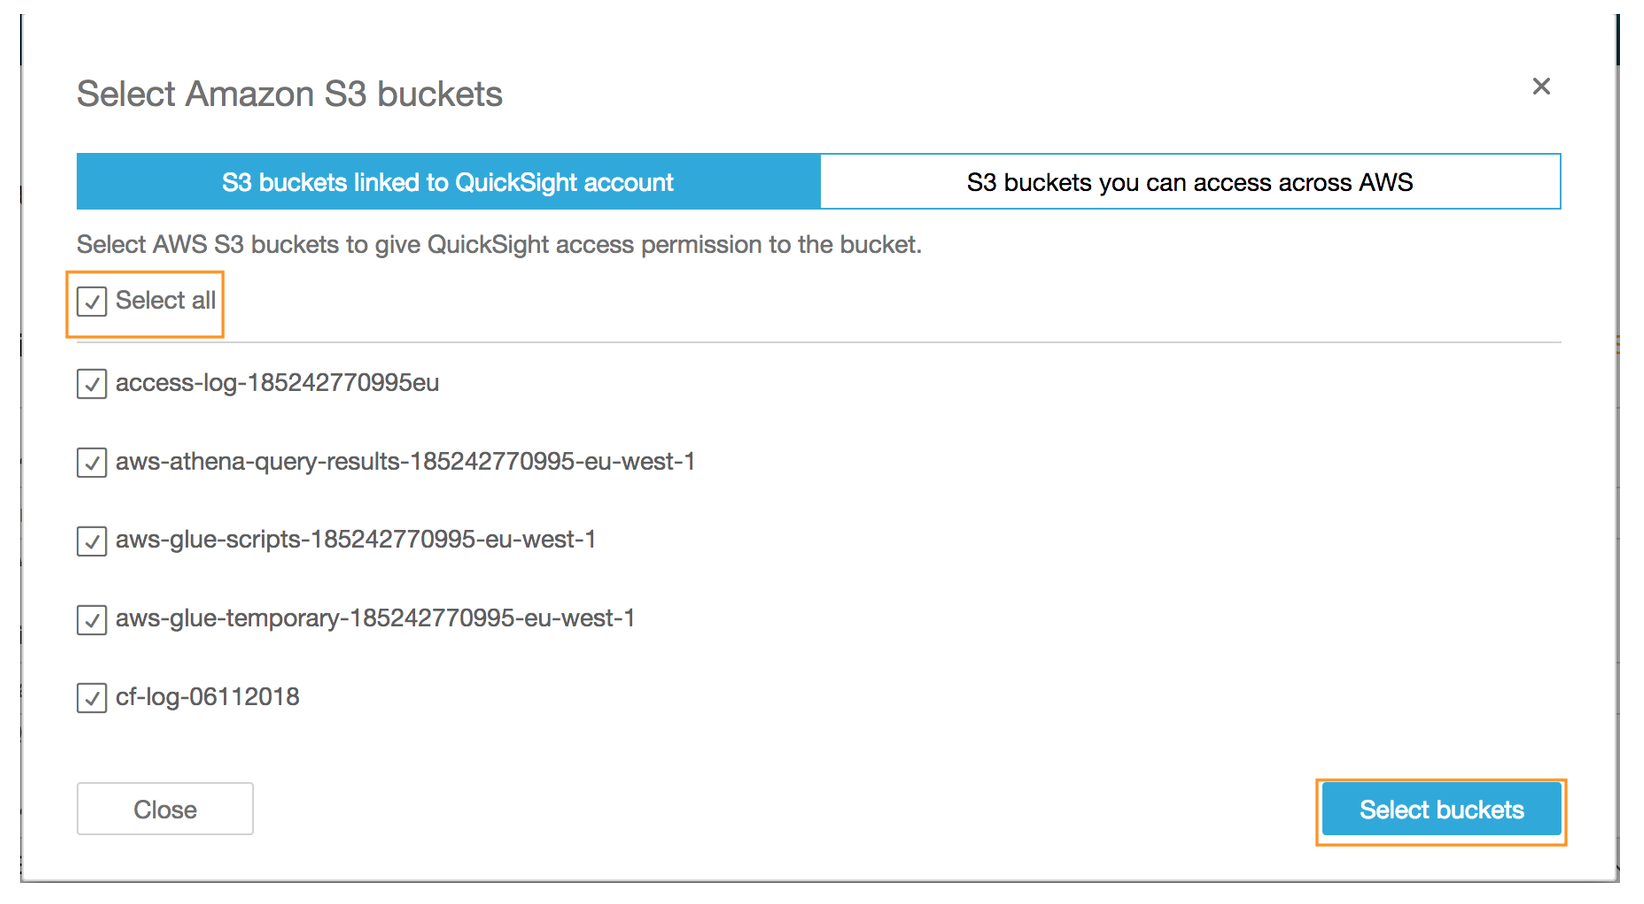 Select Amazon S3 buckets
S3 buckets linked to QuickSight account
S3 buckets you can access across AWS
Select AWS S3 buckets to give QuickSight access permission to the bucket.
Select all
access-log-185242770995eu
aws-athena-query-results-185242770995-eu-west-1
aws-glue-scripts-185242770995-eu-west-1
aws-glue-temporary-185242770995-eu-west-1
cf-log-06112018
Close
Select buckets